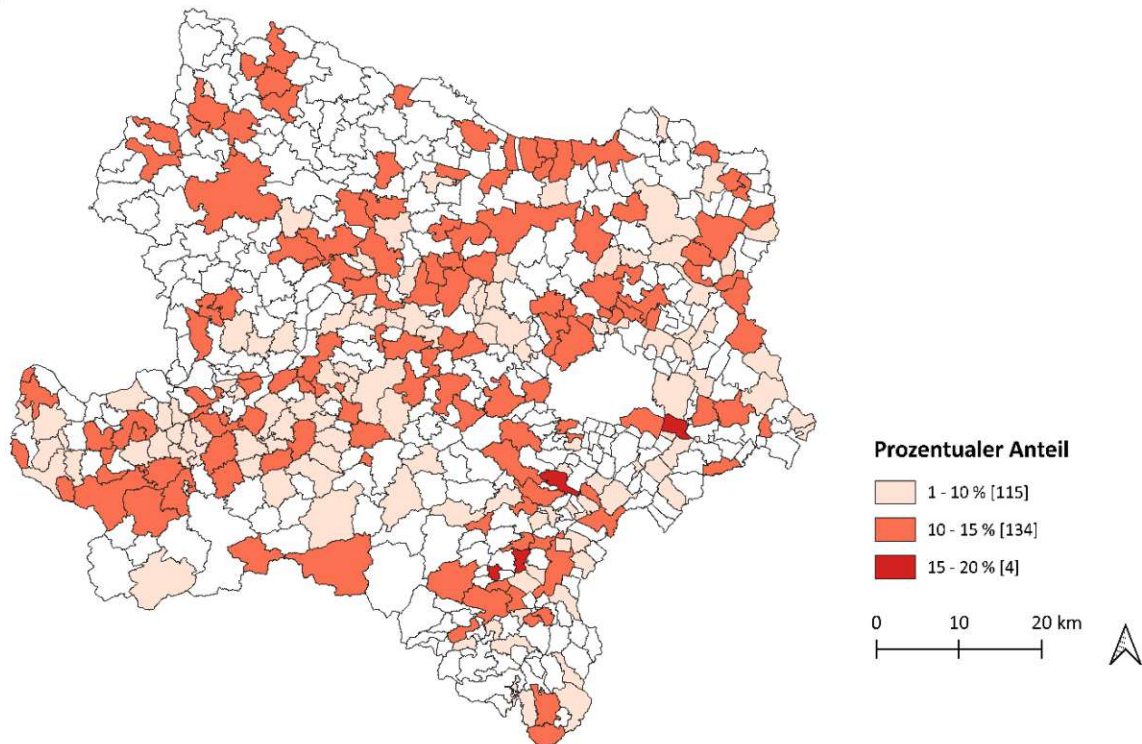 Prozentualer Anteil
1 - 10 % [115]
10 - 15 % [134]
15 - 20 % [4]
0 10 20 km